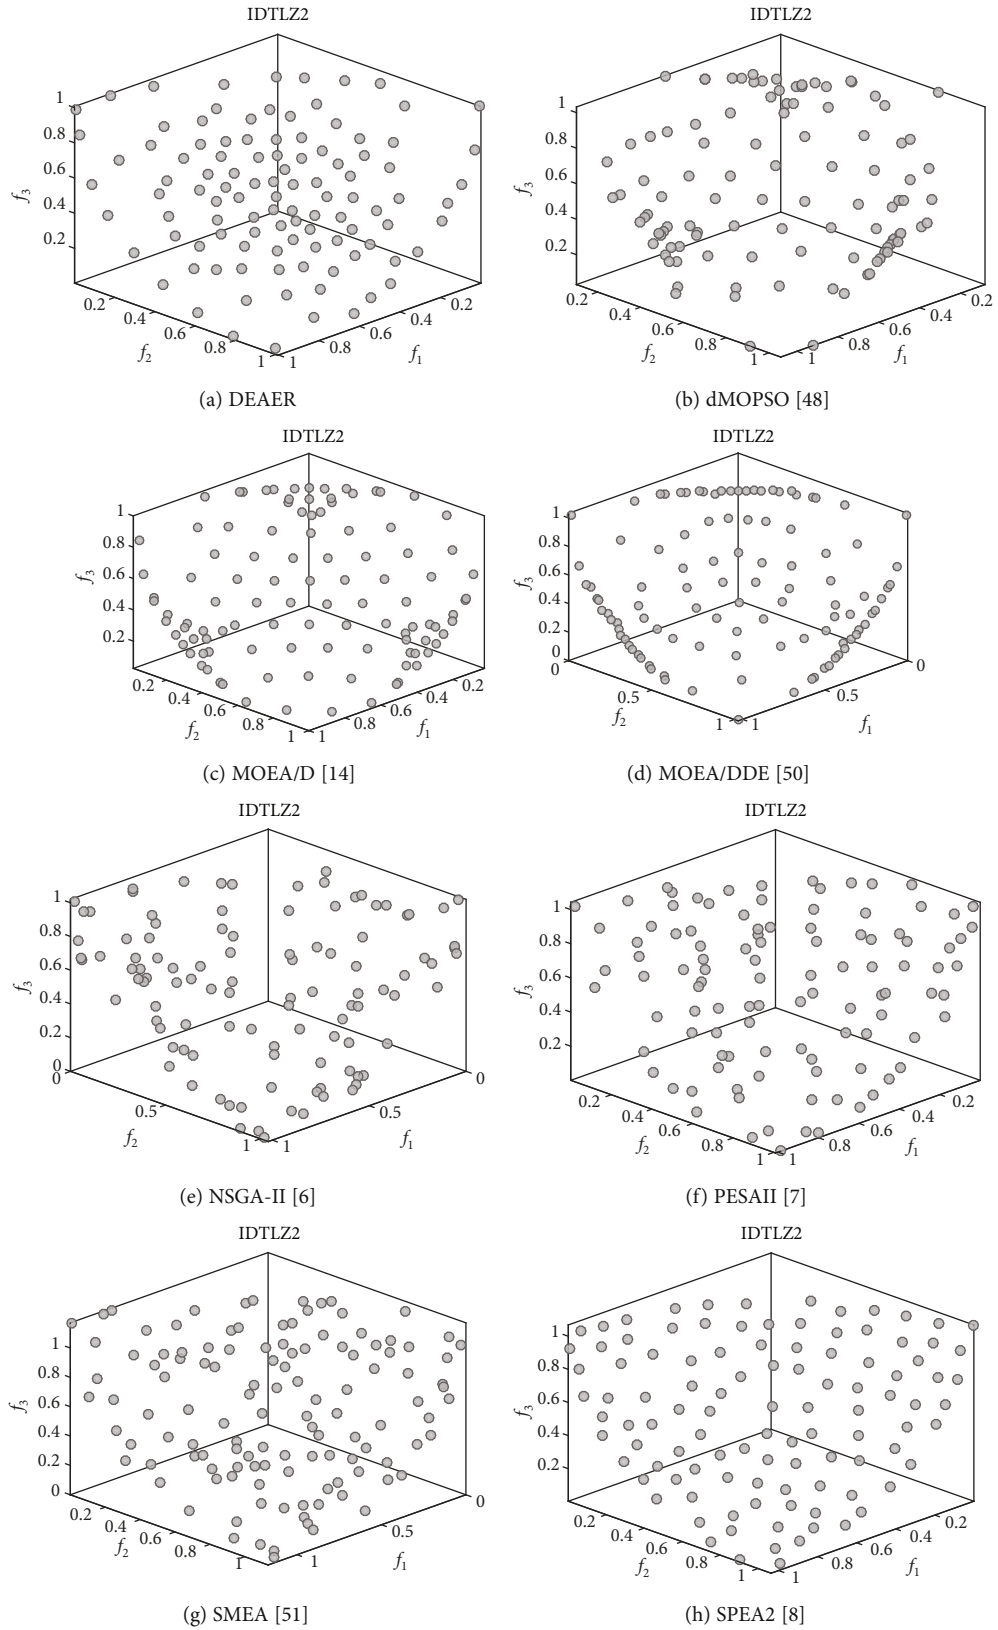 IDTLZ2
1
0.8
0.6
0.4
0.2
f3
0.2
0.4
0.6
0.8
1
f2
1
0.8
0.6
0.4
0.2
f1
(a) DEAER
IDTLZ2
1
0.8
0.6
0.4
0.2
f3
0.2
0.4
0.6
0.8
1
f2
1
0.8
0.6
0.4
0.2
f1
(b) dMOPSO [48]
IDTLZ2
1
0.8
0.6
0.4
0.2
f3
0.2
0.4
0.6
0.8
1
f2
1
0.8
0.6
0.4
0.2
f1
(c) MOEA/D [14]
IDTLZ2
1
0.8
0.6
0.4
0.2
0
f3
0
0.5
1
f2
1
0.5
0
f1
(d) MOEA/DDE [50]
IDTLZ2
1
0.8
0.6
0.4
0.2
0
f3
0
0.5
1
f2
1
0.5
0
f1
(e) NSGA-II [6]
IDTLZ2
1
0.8
0.6
0.4
0.2
f3
0.2
0.4
0.6
0.8
1
f2
1
0.8
0.6
0.4
0.2
f1
(f) PESAII [7]
IDTLZ2
1
0.8
0.6
0.4
0.2
0
f3
0.2
0.4
0.6
0.8
1
f2
1
0.5
0
f1
(g) SMEA [51]
IDTLZ2
1
0.8
0.6
0.4
0.2
f3
0.2
0.4
0.6
0.8
1
f2
1
0.8
0.6
0.4
0.2
f1
(h) SPEA2 [8]